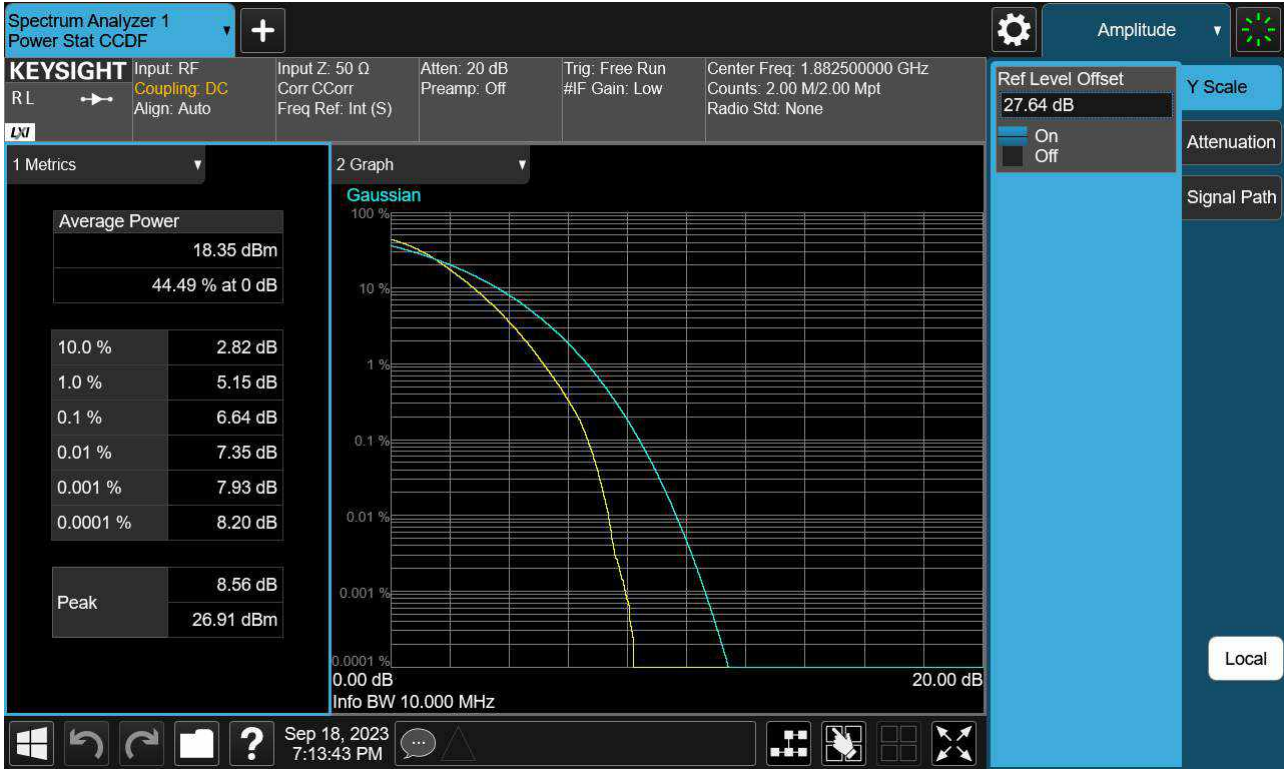 Spectrum Analyzer 1
Power Stat CCDF
Amplitude
KEYSIGHT
RL
LXI
Input: RF
Coupling: DC
Align: Auto
Input Z: 50 Ω
Corr CCorr
Freq Ref: Int (S)
Atten: 20 dB
Preamp: Off
Trig: Free Run
#IF Gain: Low
Center Freq: 1.882500000 GHz
Counts: 2.00 M/2.00 Mpt
Radio Std: None
Ref Level Offset
27.64 dB
On
Off
Y Scale
Attenuation
Signal Path
1 Metrics
Average Power
18.35 dBm
44.49 % at 0 dB
10.0 % 2.82 dB
1.0 % 5.15 dB
0.1 % 6.64 dB
0.01 % 7.35 dB
0.001 % 7.93 dB
0.0001 % 8.20 dB
Peak
8.56 dB
26.91 dBm
2 Graph
Gaussian
100 %
10 %
1 %
0.1 %
0.01 %
0.001 %
0.0001 %
0.00 dB 20.00 dB
Info BW 10.000 MHz
Local
?
Sep 18, 2023
7:13:43 PM